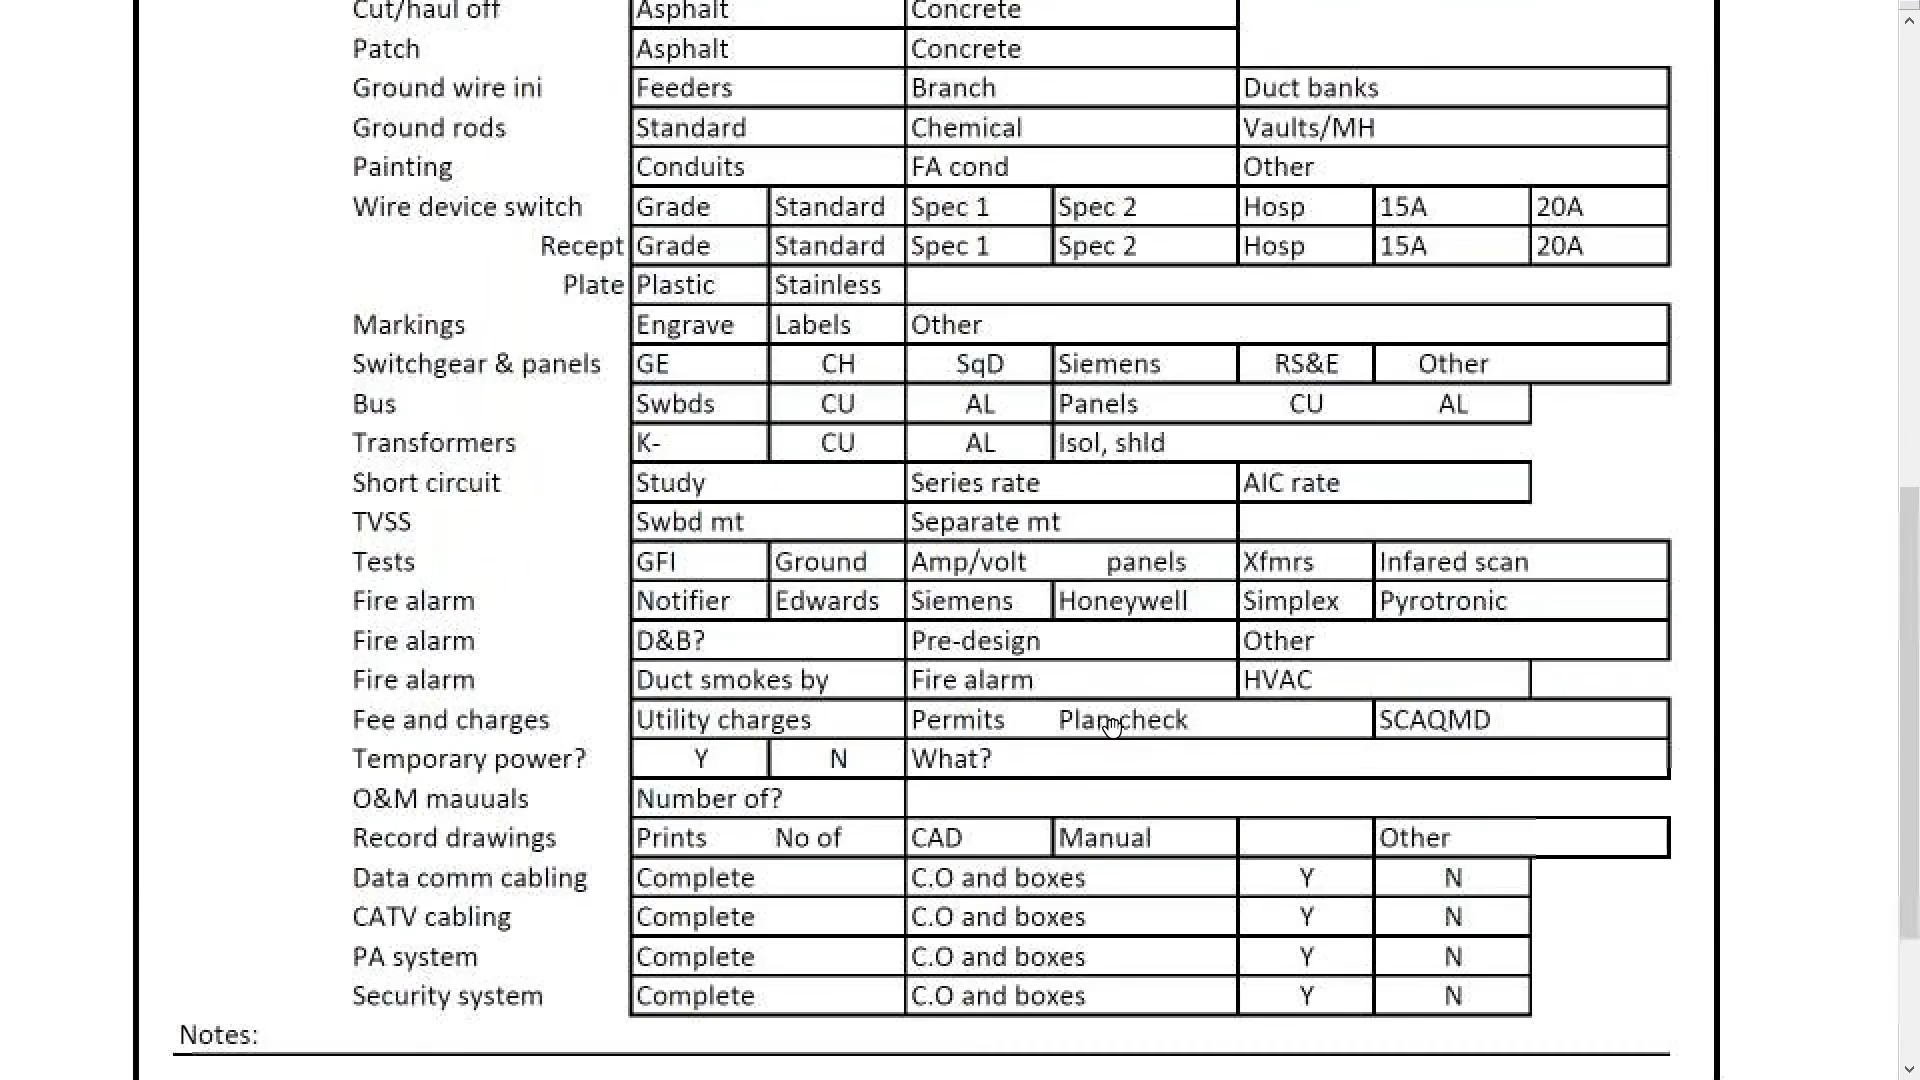 Cut/haul off Asphalt Concrete
Patch Asphalt Concrete
Ground wire ini Feeders Branch Duct banks
Ground rods Standard Chemical Vaults/MH
Painting Conduits FA cond Other
Wire device switch Grade Standard Spec 1 Spec 2 Hosp 15A 20A
Recept Grade Standard Spec 1 Spec 2 Hosp 15A 20A
Plate Plastic Stainless
Markings Engrave Labels Other
Switchgear & panels GE CH SqD Siemens RS&E Other
Bus Swbds CU AL Panels CU AL
Transformers K- CU AL Isol, shld
Short circuit Study Series rate AIC rate
TVSS Swbd mt Separate mt
Tests GFI Ground Amp/volt panels Xfmrs Infared scan
Fire alarm Notifier Edwards Siemens Honeywell Simplex Pyrotronic
Fire alarm D&B? Pre-design Other
Fire alarm Duct smokes by Fire alarm HVAC
Fee and charges Utility charges Permits Plan check SCAQMD
Temporary power? Y N What?
O&M mauuals Number of?
Record drawings Prints No of CAD Manual Other
Data comm cabling Complete C.O and boxes Y N
CATV cabling Complete C.O and boxes Y N
PA system Complete C.O and boxes Y N
Security system Complete C.O and boxes Y N
Notes: